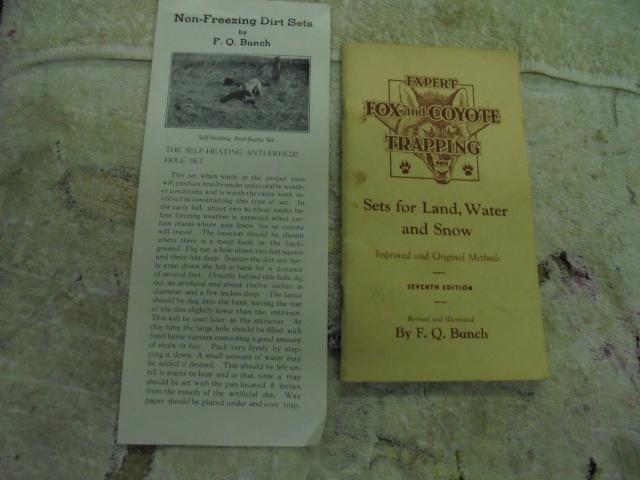 Non-Freezing Dirt Sets
by
F. Q. Bunch
Self-heating Anti-freeze Set
THE SELF-HEATING ANTI-FREEZE
HOLE SET
This set when made at the proper time
will produce results under unfavorable weath-
er conditions and is worth the extra work in-
volved in constructing this type of set. In
the early fall, about two to three weeks be-
fore freezing weather is expected select cer-
tain places where you know fox or coyote
will travel. The location should be chosen
where there is a steep bank in the back-
ground. Dig out a hole about two feet square
and three feet deep. Scatter the dirt out fair-
ly even down the hill or bank for a distance
of several feet. Directly behind this hole dig
out an artificial den about twelve inches in
diameter and a few inches deep. The latter
should be dug into the bank having the rear
of the den slightly lower than the entrance.
This will be used later as the attractor. At
this time the large hole should be filled with
fresh horse manure containing a good amount
of straw or hay. Pack very firmly by step-
ping it down. A small amount of water may
be added if desired. This should be left un-
til it starts to heat and at that time a trap
should be set with the pan located 8 inches
from the mouth of the artificial den. Wax
paper should be placed under and over trap,
EXPERT
FOX and COYOTE
TRAPPING
Sets for Land, Water
and Snow
Improved and Original Methods
SEVENTH EDITION
Revised and Illustrated
By F. Q. Bunch